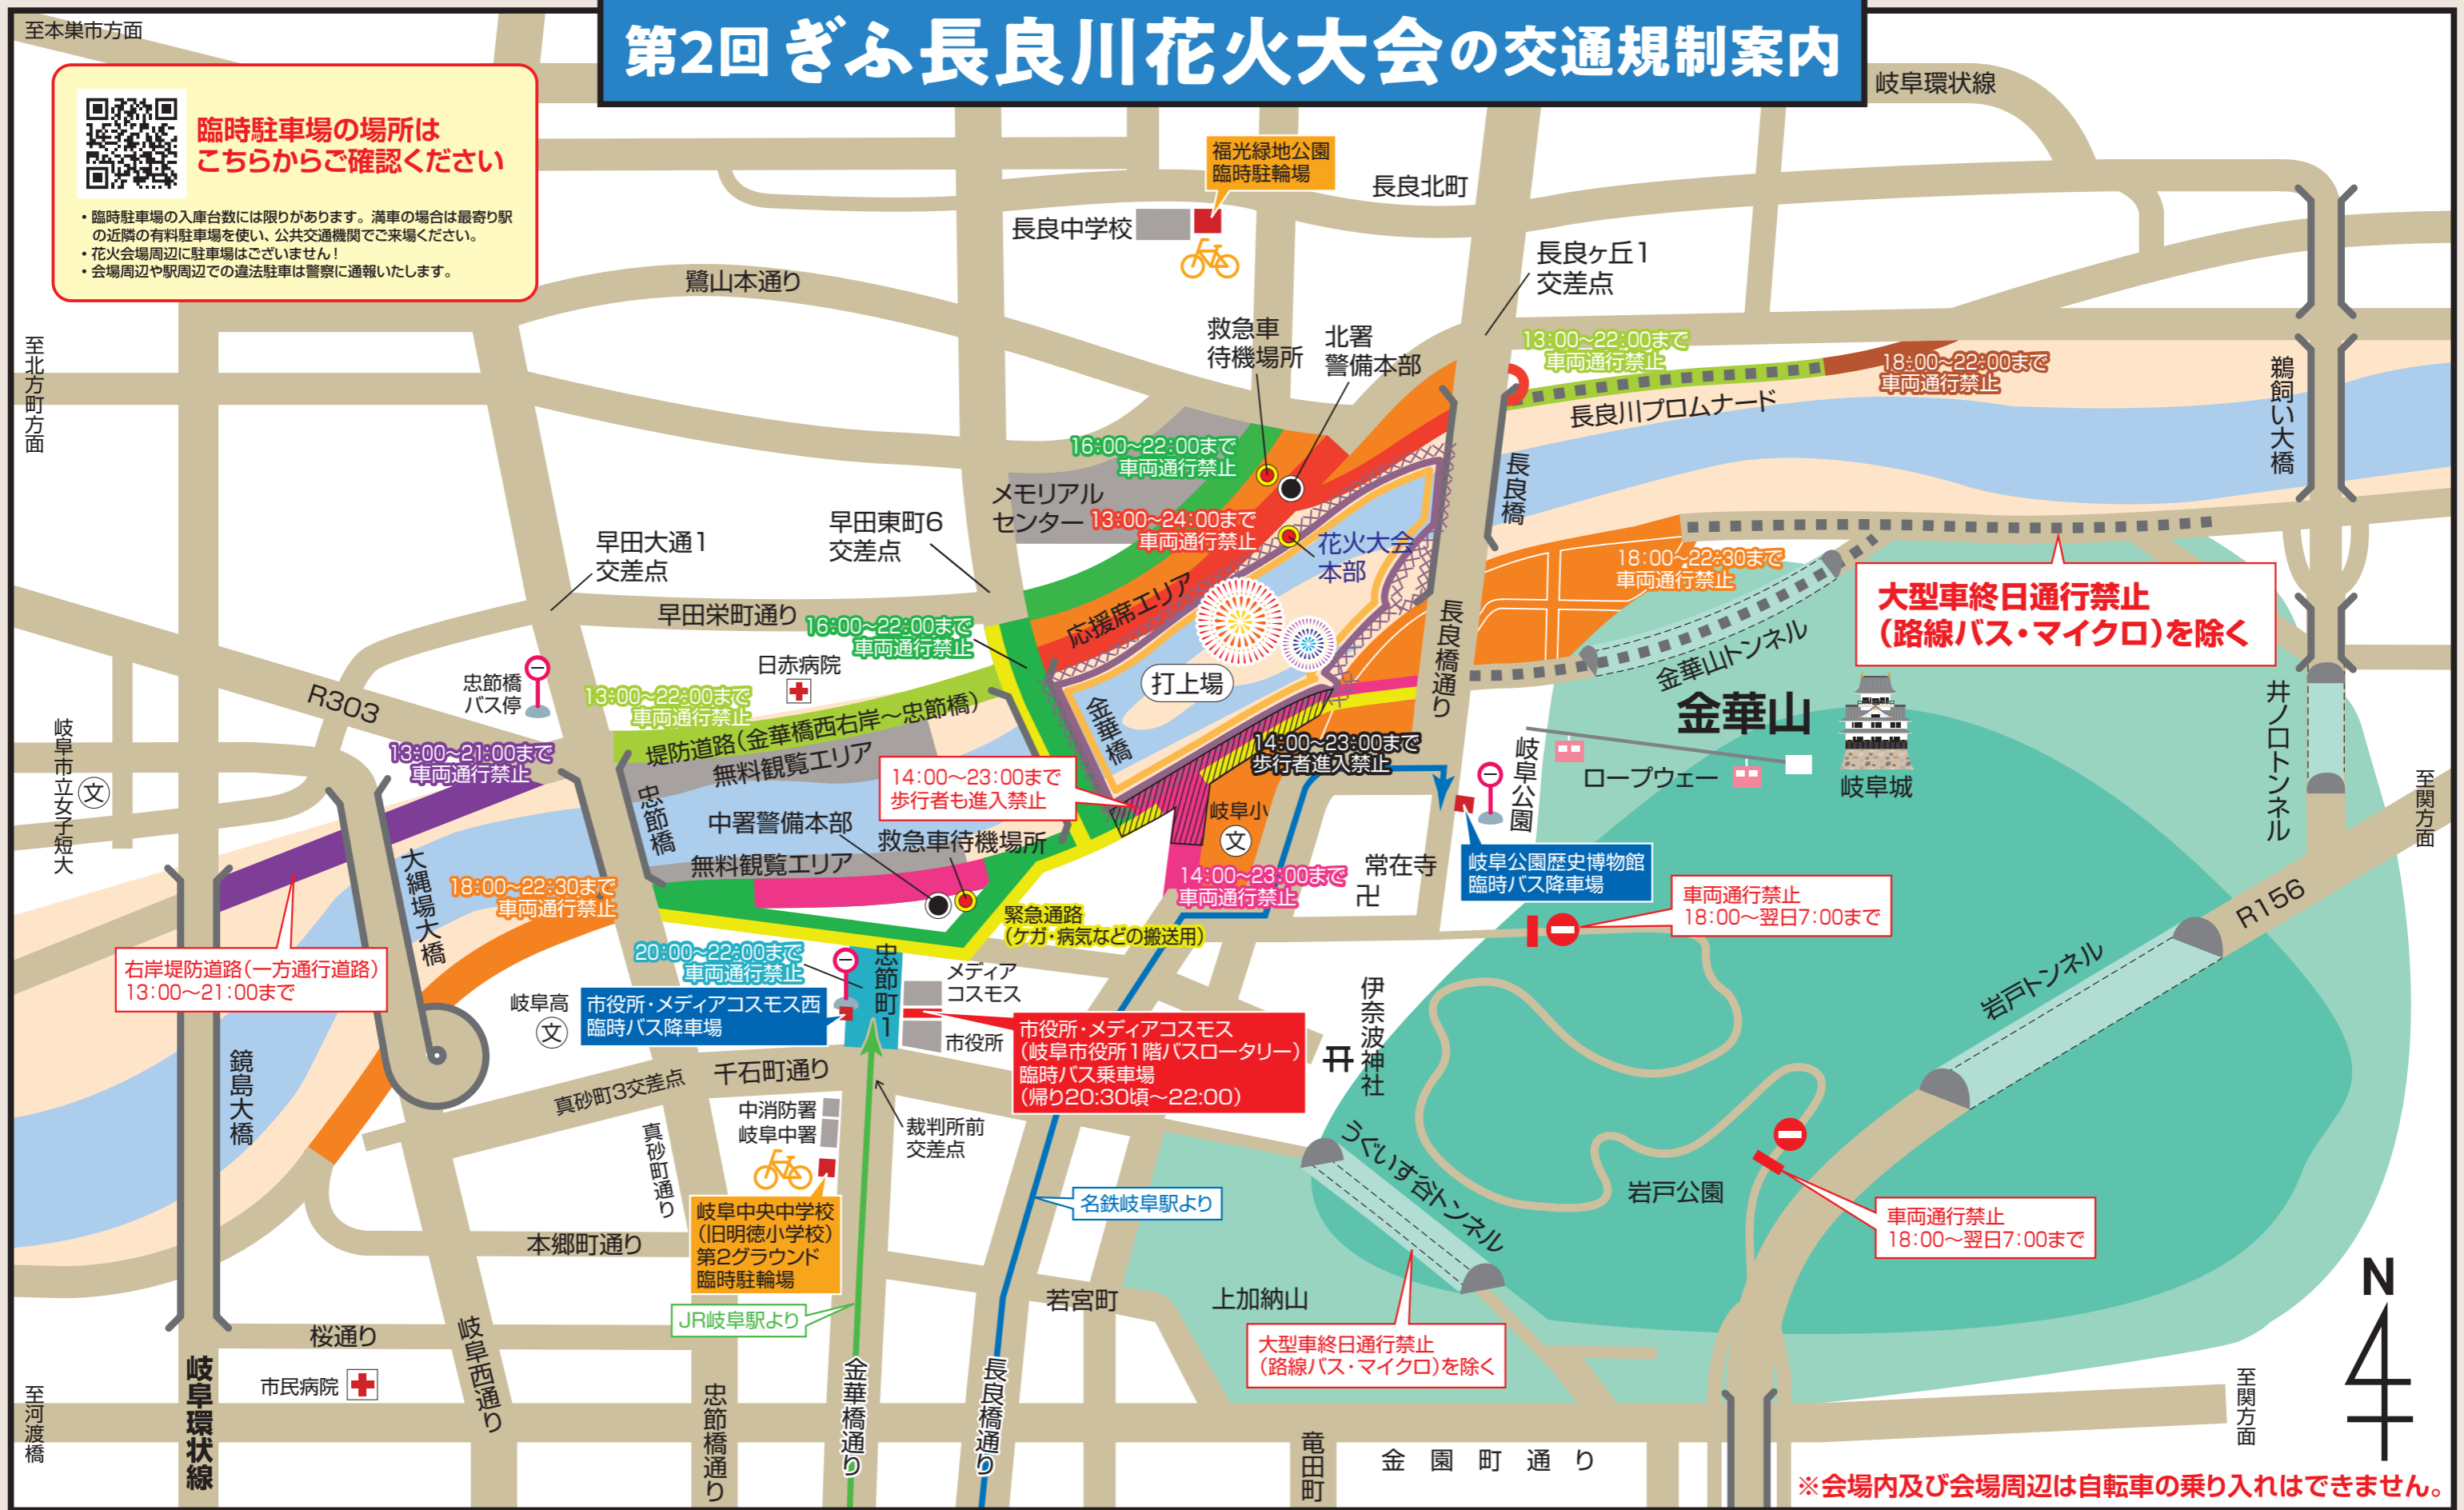 第2回 ぎふ長良川花火大会の交通規制案内
至本巣市方面
臨時駐車場の場所は
こちらからご確認ください
・臨時駐車場の入庫台数には限りがあります。満車の場合は最寄り駅
の近隣の有料駐車場を使い、公共交通機関でご来場ください。
・花火会場周辺に駐車場はございません！
・会場周辺や駅周辺での違法駐車は警察に通報いたします。
岐阜環状線
福光緑地公園
臨時駐輪場
長良北町
長良中学校
長良ヶ丘1
交差点
鷺山本通り
至北方町方面
救急車
待機場所
北署
警備本部
13:00~22:00まで
車両通行禁止
18:00~22:00まで
車両通行禁止
長良川プロムナード
鵜飼い大橋
16:00~22:00まで
車両通行禁止
長良橋
メモリアル
センター
13:00~24:00まで
車両通行禁止
早田東町6
交差点
早田大通1
交差点
花火大会
本部
18:00~22:30まで
車両通行禁止
大型車終日通行禁止
（路線バス・マイクロ）を除く
応援席エリア
早田栄町通り
16:00~22:00まで
車両通行禁止
長良橋通り
金華山トンネル
日赤病院
忠節橋
バス停
R303
13:00~22:00まで
車両通行禁止
打上場
金華橋
金華山
井ノ口トンネル
堤防道路（金華橋西右岸～忠節橋）
無料観覧エリア
岐阜市立女子短大
文
13:00~21:00まで
車両通行禁止
14:00~23:00まで
歩行者も進入禁止
14:00~23:00まで
歩行者進入禁止
岐阜公園
ロープウェー
岐阜城
至関方面
忠節橋
中署警備本部
救急車待機場所
岐阜小
文
無料観覧エリア
大縄場大橋
18:00~22:30まで
車両通行禁止
14:00~23:00まで
車両通行禁止
常在寺
卍
岐阜公園歴史博物館
臨時バス降車場
車両通行禁止
18:00～翌日7:00まで
R156
緊急通路
（ケガ・病気などの搬送用）
右岸堤防道路（一方通行道路）
13:00～21:00まで
20:00~22:00まで
車両通行禁止
忠節町1
メディア
コスモス
岐阜高
文
市役所・メディアコスモス西
臨時バス降車場
市役所
市役所・メディアコスモス
（岐阜市役所1階バスロータリー）
臨時バス乗車場
（帰り20:30頃～22:00）
伊奈波神社
岩戸トンネル
鏡島大橋
千石町通り
真砂町3交差点
中消防署
岐阜中署
裁判所前
交差点
真砂町通り
うぐいす谷トンネル
岩戸公園
名鉄岐阜駅より
岐阜中央中学校
（旧明徳小学校）
第2グラウンド
臨時駐輪場
車両通行禁止
18:00～翌日7:00まで
本郷町通り
JR岐阜駅より
若宮町
上加納山
N
桜通り
大型車終日通行禁止
（路線バス・マイクロ）を除く
市民病院
岐阜西通り
至河渡橋
岐阜環状線
忠節橋通り
金華橋通り
長良橋通り
竜田町
金園町通り
至関方面
※会場内及び会場周辺は自転車の乗り入れはできません。